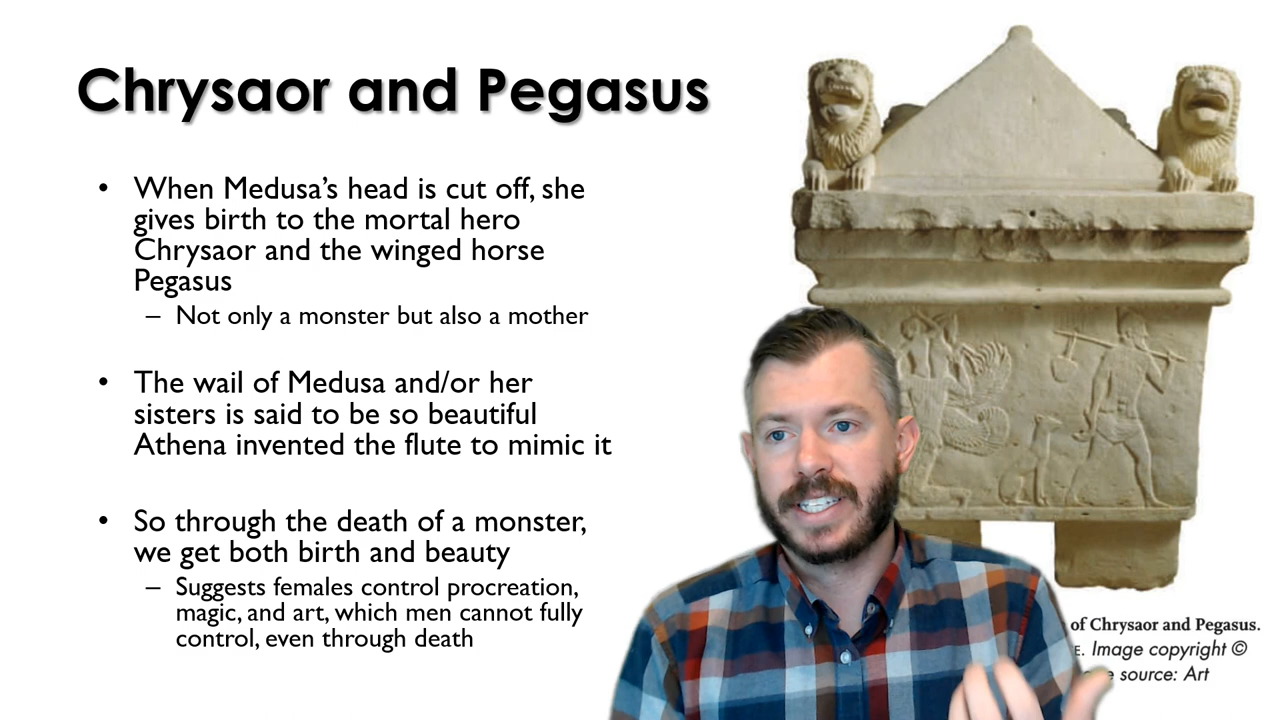 Chrysaor and Pegasus
• When Medusa’s head is cut off, she
gives birth to the mortal hero
Chrysaor and the winged horse
Pegasus
– Not only a monster but also a mother
• The wail of Medusa and/or her
sisters is said to be so beautiful
Athena invented the flute to mimic it
• So through the death of a monster,
we get both birth and beauty
– Suggests females control procreation,
magic, and art, which men cannot fully
control, even through death
of Chrysaor and Pegasus.
E. Image copyright ©
source: Art